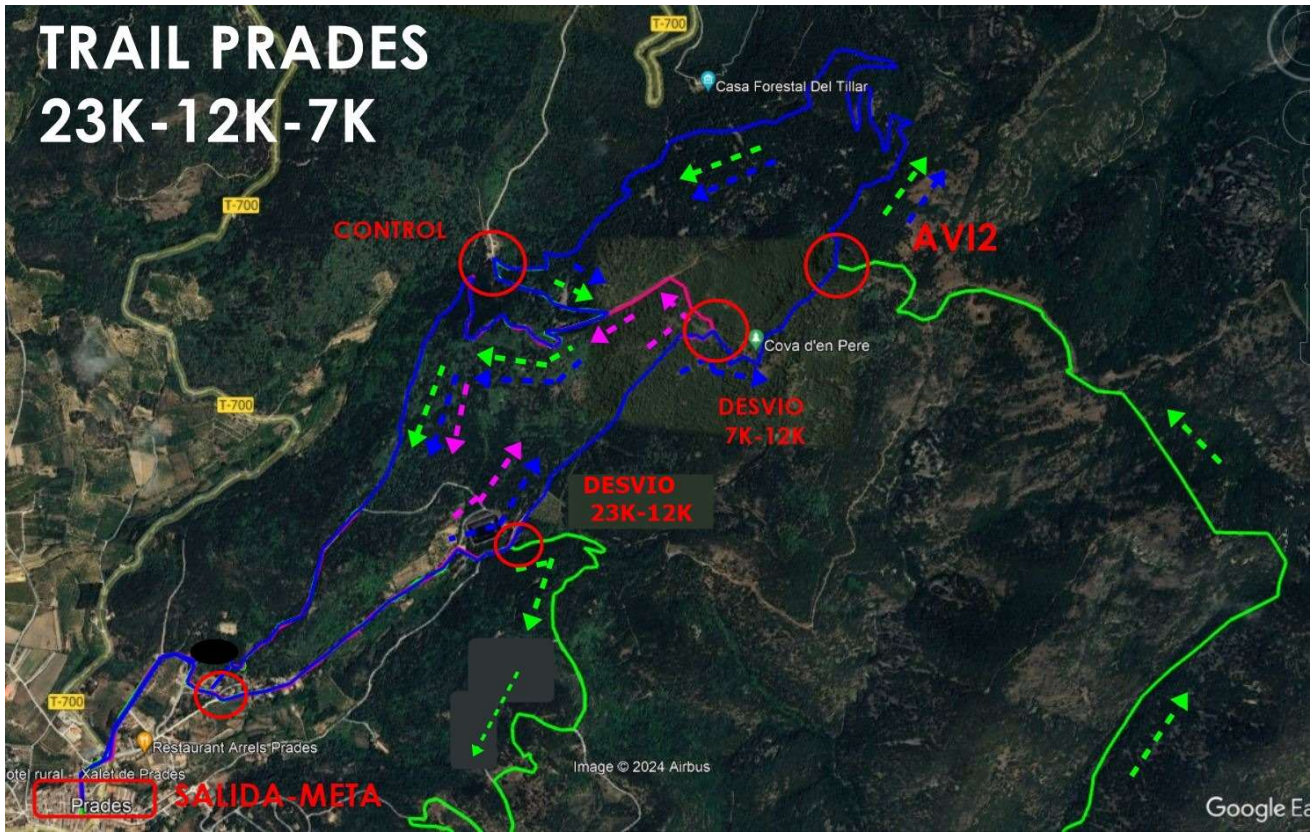 TRAIL PRADES
23K-12K-7K
T-700
Casa Forestal Del Tillar
T-700
CONTROL
AVI2
Cova d'en Pere
T-700
DESVIO
7K-12K
DESVIO
23K-12K
T-700
Restaurant Arrels Prades
otel rural - Xalet de Prades
Image © 2024 Airbus
Prades
SALIDA-META
Google Ea